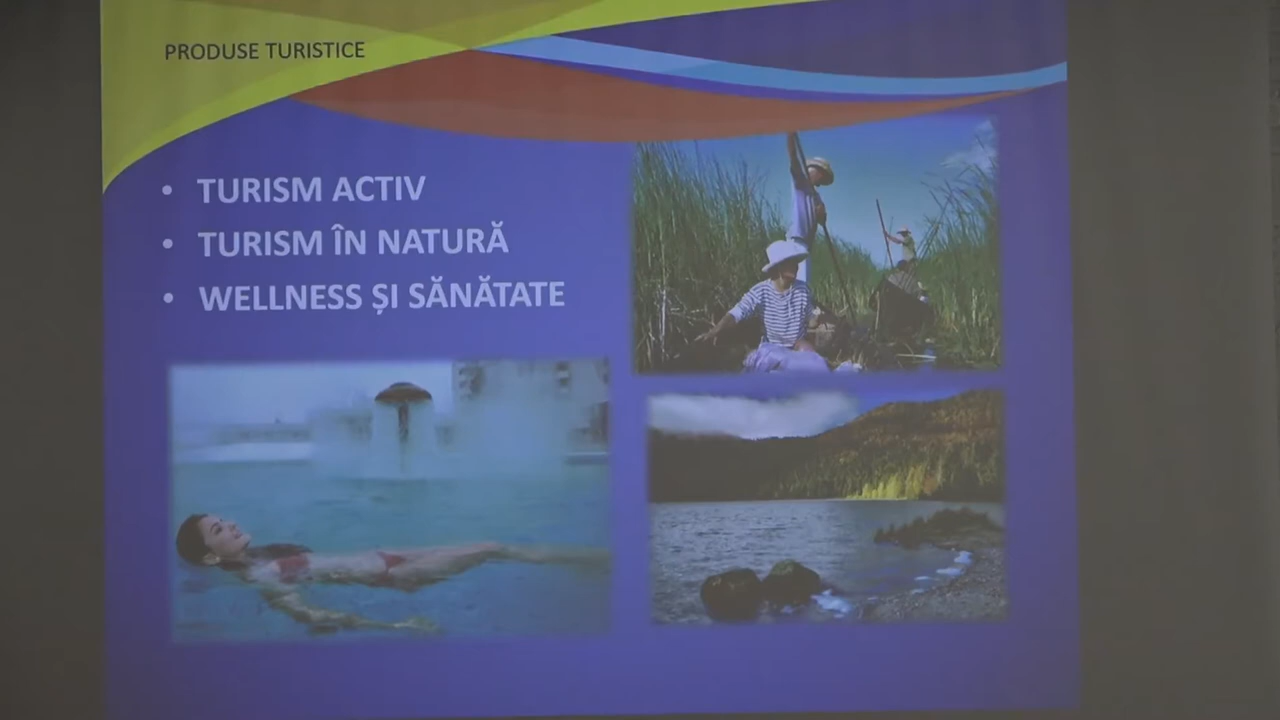 PRODUSE TURISTICE
• TURISM ACTIV
• TURISM ÎN NATURĂ
• WELLNESS ȘI SĂNĂTATE